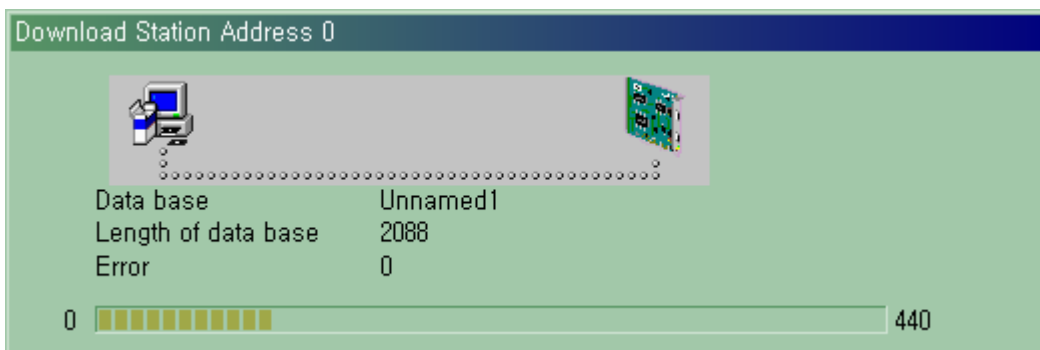 Download Station Address 0
Data base Unnamed1
Length of data base 2088
Error 0
0 440